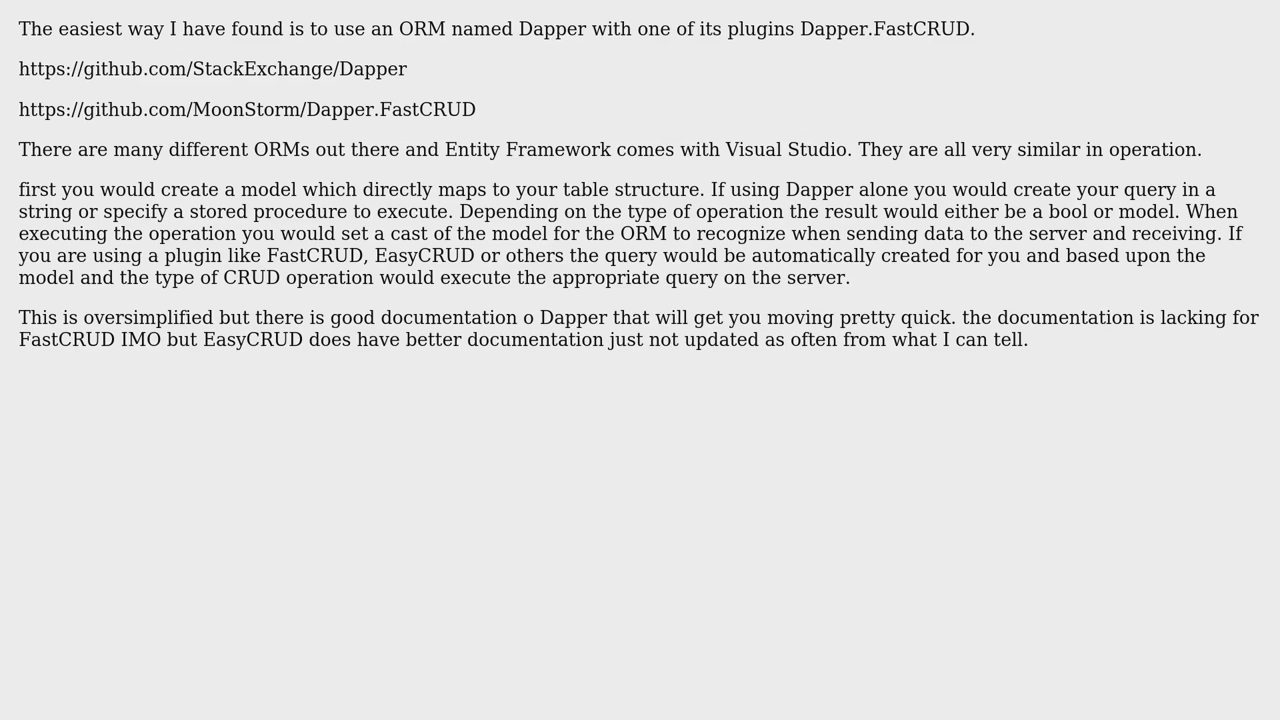 The easiest way I have found is to use an ORM named Dapper with one of its plugins Dapper.FastCRUD.
https://github.com/StackExchange/Dapper
https://github.com/MoonStorm/Dapper.FastCRUD
There are many different ORMs out there and Entity Framework comes with Visual Studio. They are all very similar in operation.
first you would create a model which directly maps to your table structure. If using Dapper alone you would create your query in a
string or specify a stored procedure to execute. Depending on the type of operation the result would either be a bool or model. When
executing the operation you would set a cast of the model for the ORM to recognize when sending data to the server and receiving. If
you are using a plugin like FastCRUD, EasyCRUD or others the query would be automatically created for you and based upon the
model and the type of CRUD operation would execute the appropriate query on the server.
This is oversimplified but there is good documentation o Dapper that will get you moving pretty quick. the documentation is lacking for
FastCRUD IMO but EasyCRUD does have better documentation just not updated as often from what I can tell.